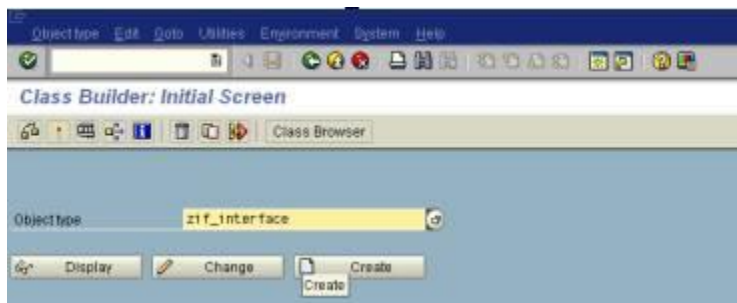 Object type Edit Goto Utilities Environment System Help
Class Builder: Initial Screen
Class Browser
Object type zif_interface
Display Change Create
Create